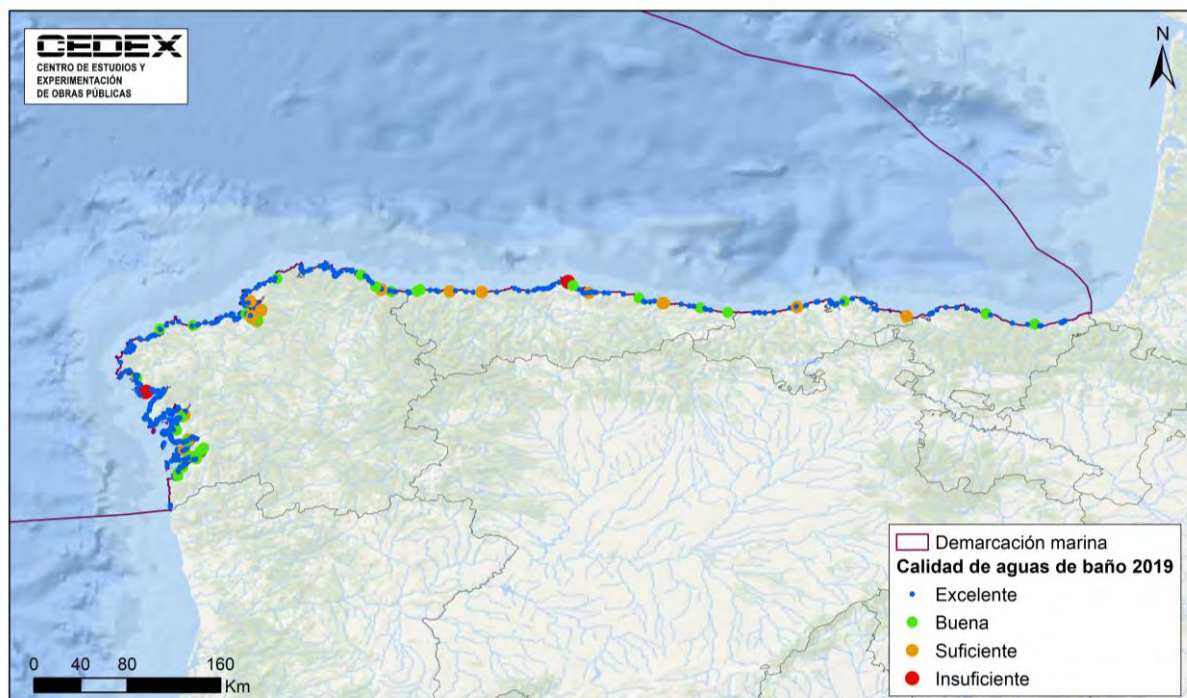 CEDEX
CENTRO DE ESTUDIOS Y
EXPERIMENTACIÓN
DE OBRAS PÚBLICAS
N
Demarcación marina
Calidad de aguas de baño 2019
Excelente
Buena
Suficiente
Insuficiente
0 40 80 160
Km